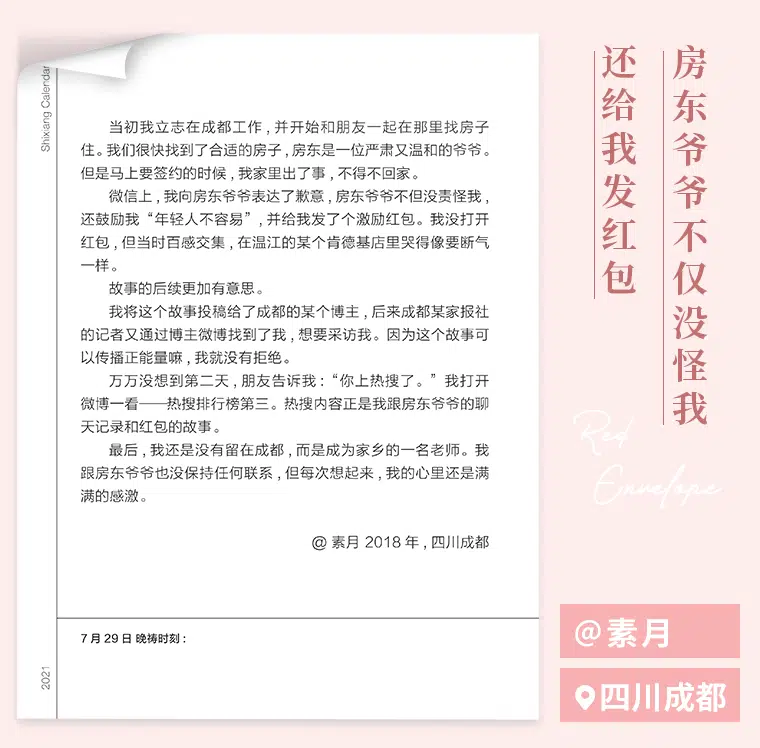 Shixiang Calendar
当初我立志在成都工作，并开始和朋友一起在那里找房子
住。我们很快找到了合适的房子，房东是一位严肃又温和的爷爷。
但是马上要签约的时候，我家里出了事，不得不回家。
微信上，我向房东爷爷表达了歉意，房东爷爷不但没责怪我，
还鼓励我“年轻人不容易”，并给我发了个激励红包。我没打开
红包，但当时百感交集，在温江的某个肯德基店里哭得像要断气
一样。
故事的后续更加有意思。
我将这个故事投稿给了成都的某个博主，后来成都某家报社
的记者又通过博主微博找到了我，想要采访我。因为这个故事可
以传播正能量嘛，我就没有拒绝。
万万没想到第二天，朋友告诉我：“你上热搜了。”我打开
微博一看——热搜排行榜第三。热搜内容正是我跟房东爷爷的聊
天记录和红包的故事。
最后，我还是没有留在成都，而是成为家乡的一名老师。我
跟房东爷爷也没保持任何联系，但每次想起来，我的心里还是满
满的感激。
@ 素月 2018 年，四川成都
7 月 29 日 晚祷时刻：
2021
房东爷爷不仅没怪我
还给我发红包
Red
Envelope
@素月
四川成都